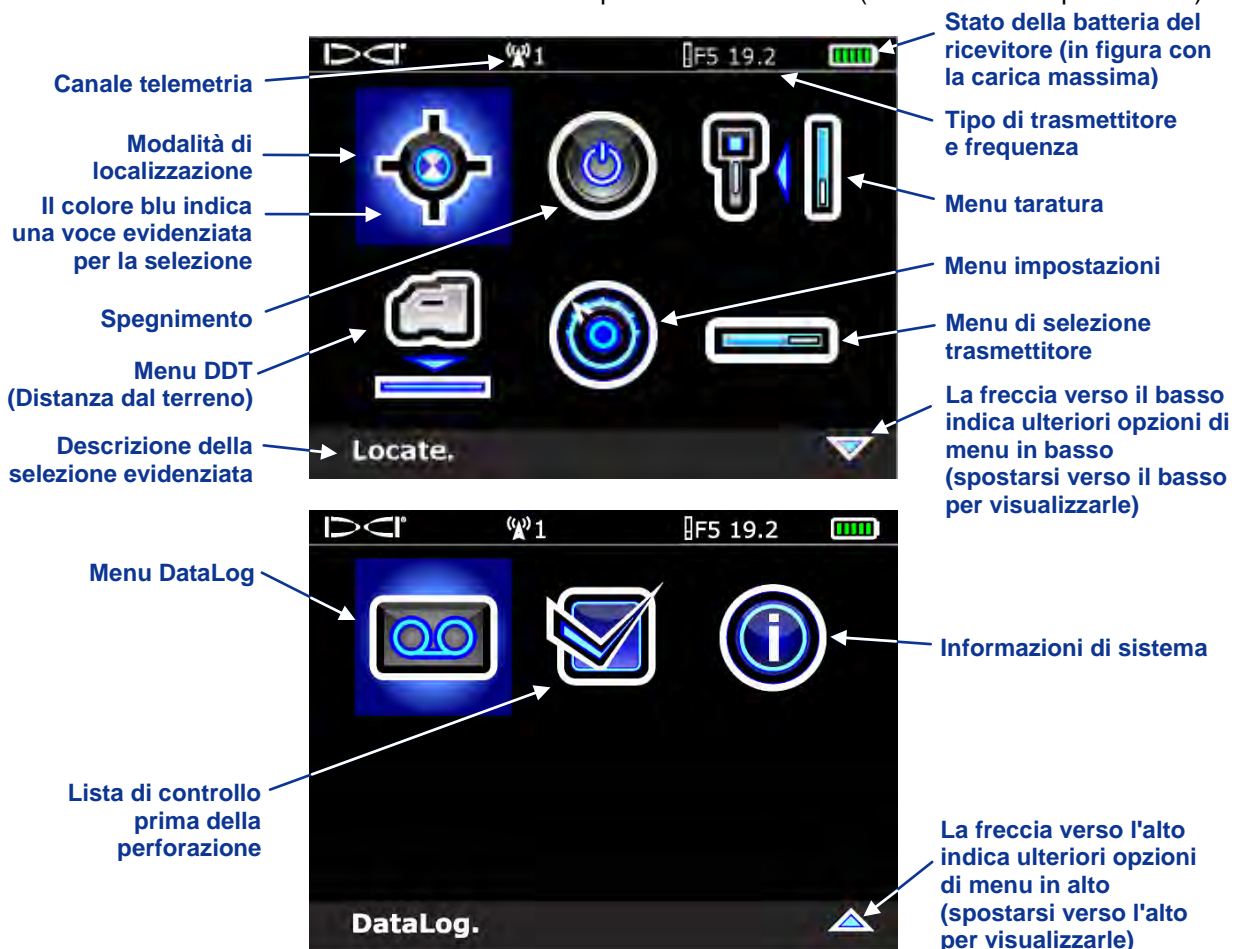 Stato della batteria del
ricevitore (in figura con
la carica massima)
Canale telemetria
DCI
1
F5 19.2
Tipo di trasmettitore
e frequenza
Modalità di
localizzazione
Il colore blu indica
una voce evidenziata
per la selezione
Menu taratura
Spegnimento
Menu impostazioni
Menu DDT
(Distanza dal terreno)
Menu di selezione
trasmettitore
Descrizione della
selezione evidenziata
Locate.
La freccia verso il basso
indica ulteriori opzioni di
menu in basso
(spostarsi verso il basso
per visualizzarle)
DCI
1
F5 19.2
Menu DataLog
Informazioni di sistema
Lista di controllo
prima della
perforazione
DataLog.
La freccia verso l'alto
indica ulteriori opzioni
di menu in alto
(spostarsi verso l'alto
per visualizzarle)